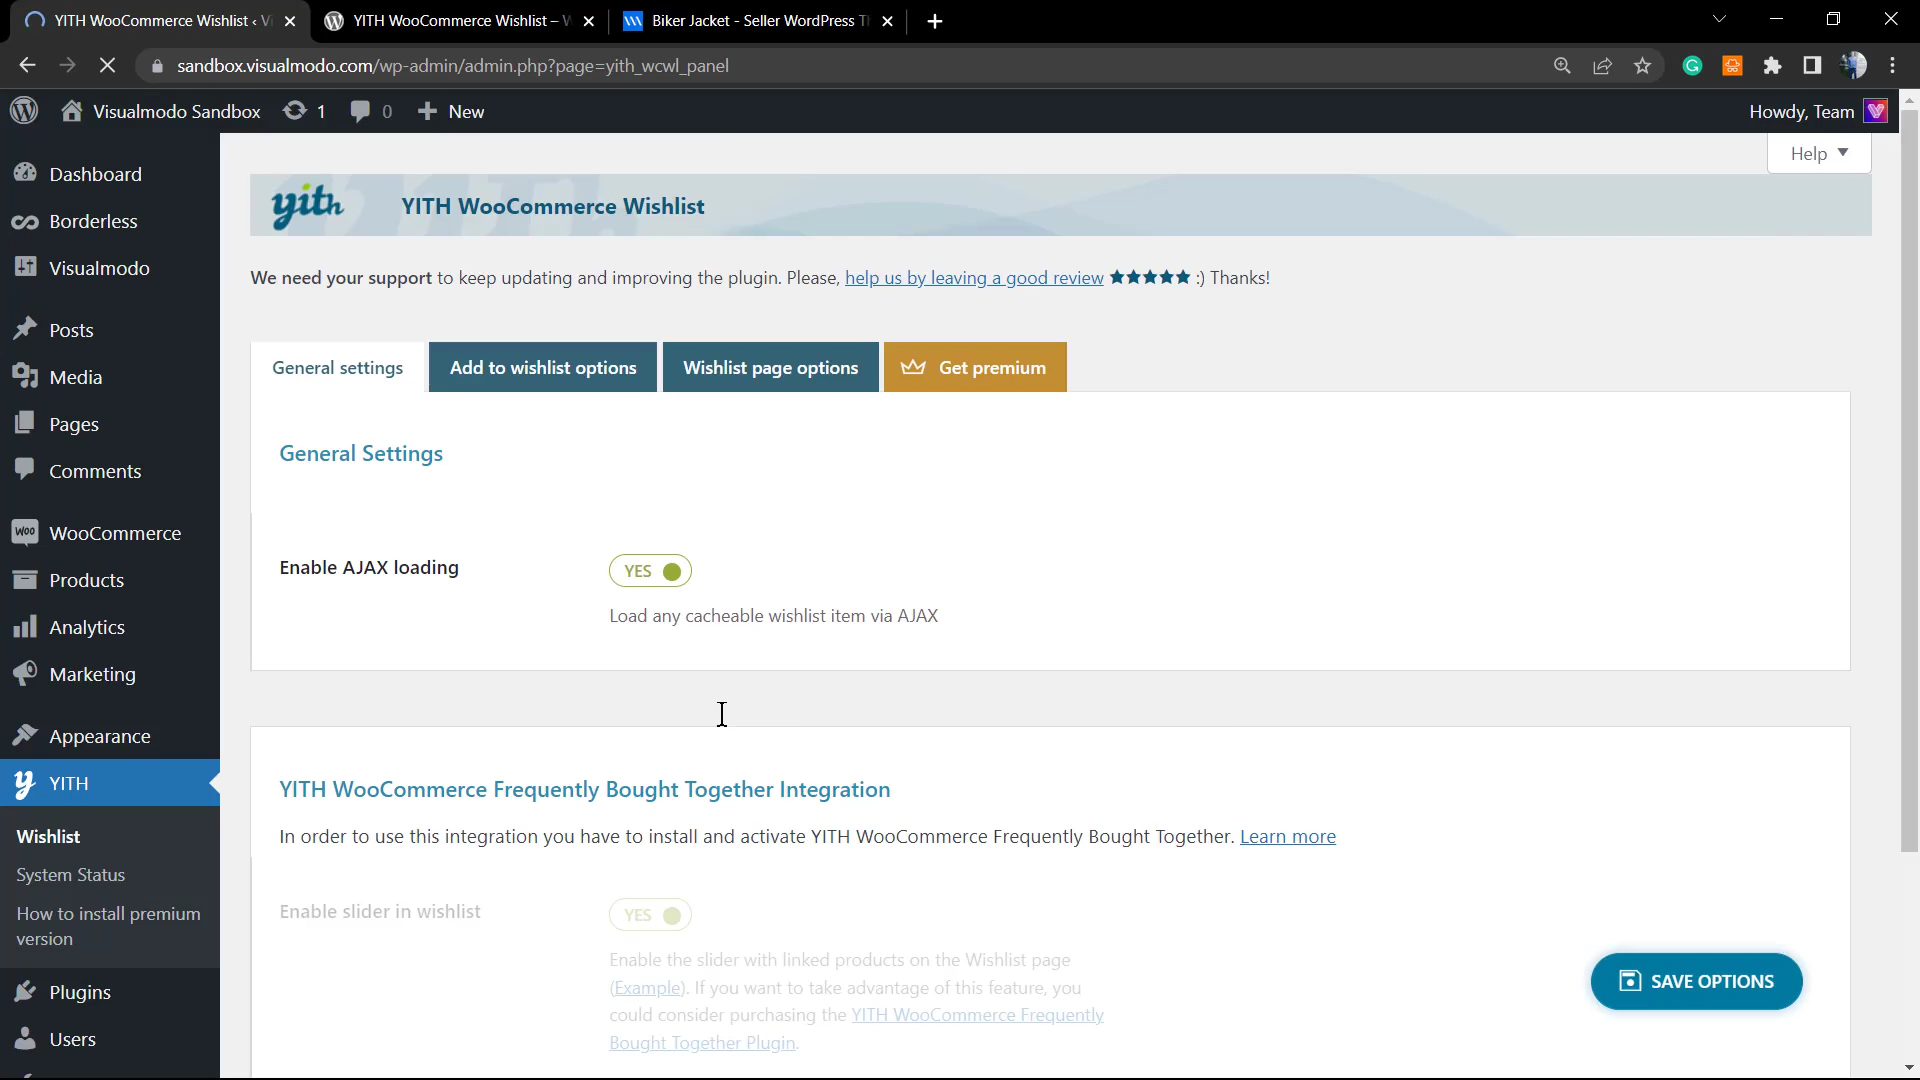 YITH WooCommerce Wishlist ‹ Vi
YITH WooCommerce Wishlist – W
Biker Jacket - Seller WordPress Th
sandbox.visualmodo.com/wp-admin/admin.php?page=yith_wcwl_panel
Visualmodo Sandbox
1
0
New
Howdy, Team
Help
Dashboard
Borderless
Visualmodo
Posts
Media
Pages
Comments
WooCommerce
Products
Analytics
Marketing
Appearance
YITH
Wishlist
System Status
How to install premium
version
Plugins
Users
yith
YITH WooCommerce Wishlist
We need your support to keep updating and improving the plugin. Please, help us by leaving a good review ★★★★★ :) Thanks!
General settings
Add to wishlist options
Wishlist page options
Get premium
General Settings
Enable AJAX loading
YES
Load any cacheable wishlist item via AJAX
YITH WooCommerce Frequently Bought Together Integration
In order to use this integration you have to install and activate YITH WooCommerce Frequently Bought Together. Learn more
Enable slider in wishlist
YES
Enable the slider with linked products on the Wishlist page
(Example). If you want to take advantage of this feature, you
could consider purchasing the YITH WooCommerce Frequently
Bought Together Plugin.
SAVE OPTIONS